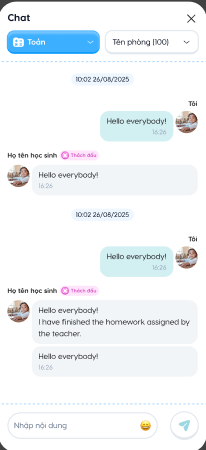 Chat
Toán
Tên phòng (100)
10:02 26/08/2025
Tôi
Hello everybody!
16:26
Họ tên học sinh Thách đấu
Hello everybody!
16:26
10:02 26/08/2025
Tôi
Hello everybody!
16:26
Họ tên học sinh Thách đấu
Hello everybody!
I have finished the homework assigned by
the teacher.
Hello everybody!
16:26
Nhập nội dung